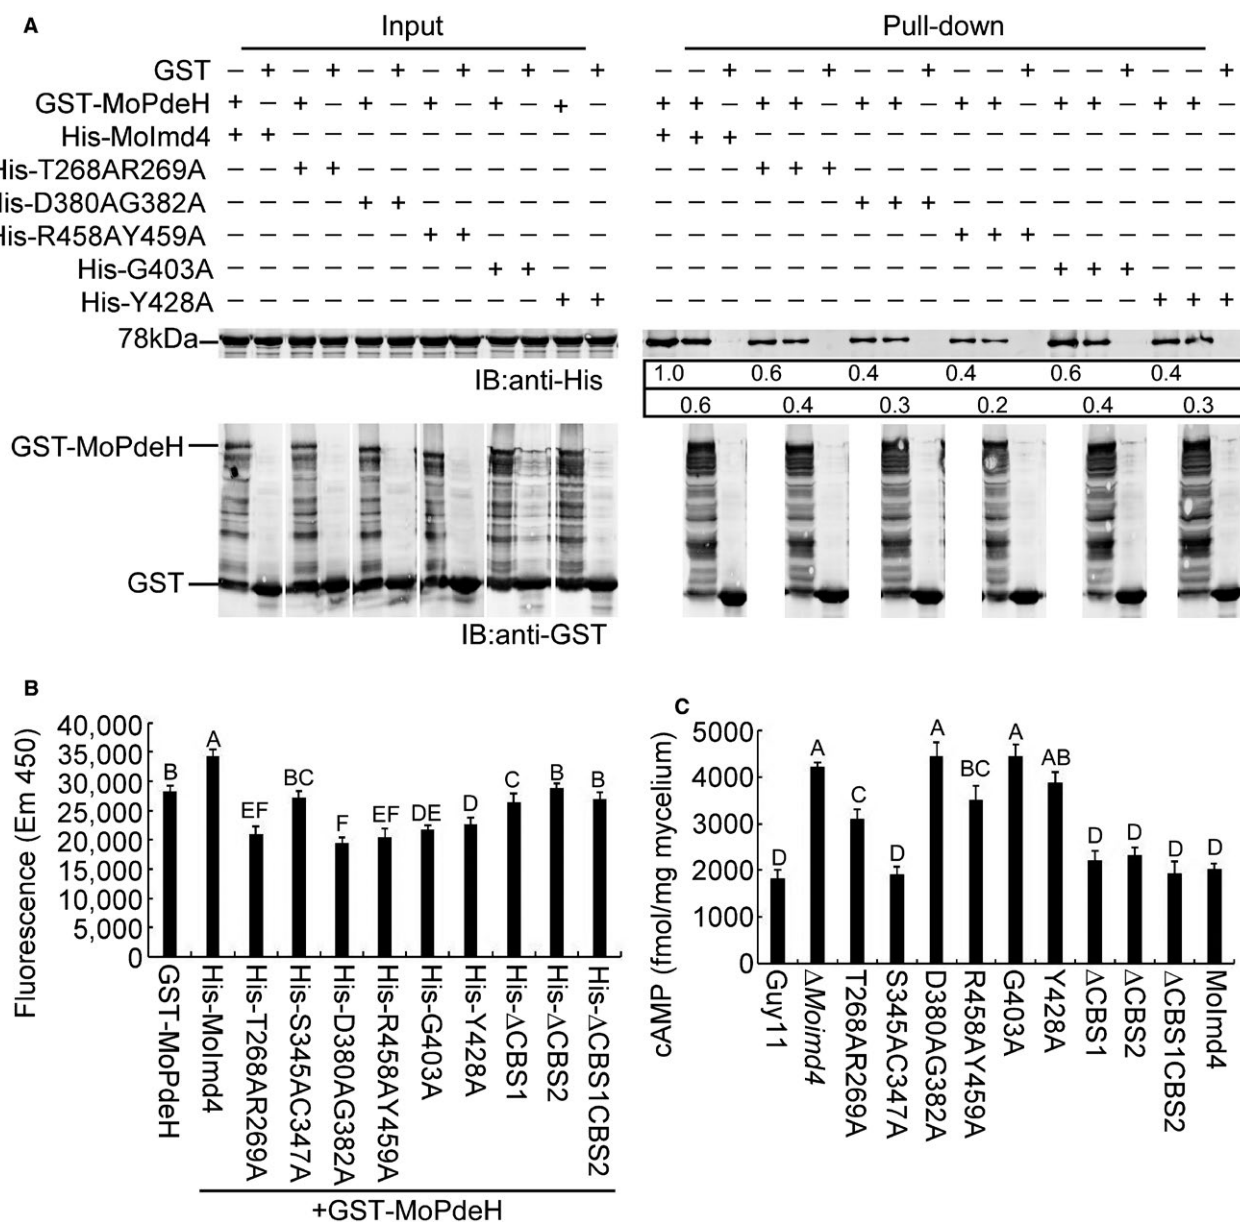 A
Input
Pull-down
GST − + − + − + − + − + − + − − + − − + − − + − − + − − + − − +
GST-MoPdeH + − + − + − + − + − + − + + − + + − + + − + + − + + − + + −
His-MoImd4 + + − − − − − − − − − − + + + − − − − − − − − − − − − − − −
His-T268AR269A − − + + − − − − − − − − − − − + + + − − − − − − − − − − − −
His-D380AG382A − − − − + + − − − − − − − − − − − − + + + − − − − − − − − −
His-R458AY459A − − − − − − + + − − − − − − − − − − − − − + + + − − − − − −
His-G403A − − − − − − − − + + − − − − − − − − − − − − − − + + + − − −
His-Y428A − − − − − − − − − − + + − − − − − − − − − − − − − − − + + +
78kDa
IB:anti-His
1.0 0.6 0.4 0.4 0.6 0.4
0.6 0.4 0.3 0.2 0.4 0.3
GST-MoPdeH
GST
IB:anti-GST
B
Fluorescence (Em 450)
40,000
35,000
30,000
25,000
20,000
15,000
10,000
5,000
0
B A EF BC F EF DE D C B B
GST-MoPdeH
His-MoImd4
His-T268AR269A
His-S345AC347A
His-D380AG382A
His-R458AY459A
His-G403A
His-Y428A
His-ΔCBS1
His-ΔCBS2
His-ΔCBS1CBS2
+GST-MoPdeH
C
cAMP (fmol/mg mycelium)
5000
4000
3000
2000
1000
0
D A C D A BC A AB D D D D
Guy11
ΔMoimd4
T268AR269A
S345AC347A
D380AG382A
R458AY459A
G403A
Y428A
ΔCBS1
ΔCBS2
ΔCBS1CBS2
MoImd4